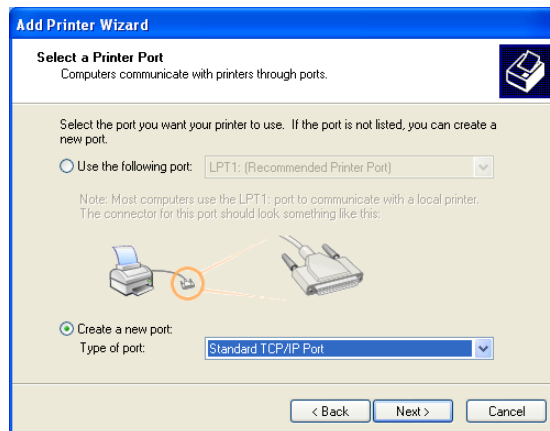 Add Printer Wizard
Select a Printer Port
Computers communicate with printers through ports.
Select the port you want your printer to use. If the port is not listed, you can create a
new port.
Use the following port:
LPT1: (Recommended Printer Port)
Note: Most computers use the LPT1: port to communicate with a local printer.
The connector for this port should look something like this:
Create a new port:
Type of port:
Standard TCP/IP Port
< Back
Next >
Cancel